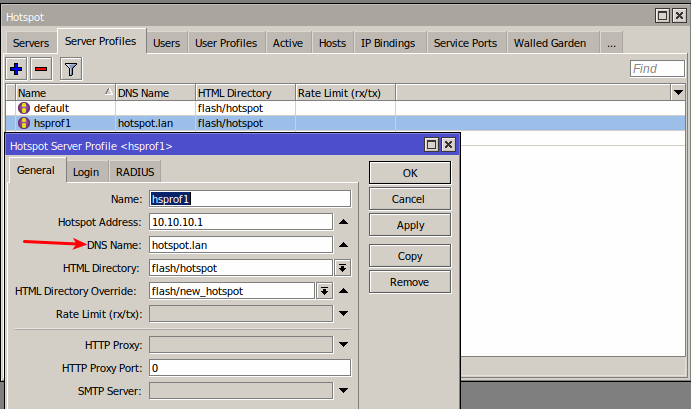 Hotspot
Servers Server Profiles Users User Profiles Active Hosts IP Bindings Service Ports Walled Garden ...
Find
Name DNS Name HTML Directory Rate Limit (rx/tx)
default flash/hotspot
hsprof1 hotspot.lan flash/hotspot
Hotspot Server Profile <hsprof1>
General Login RADIUS
OK
Cancel
Apply
Copy
Remove
Name: hsprof1
Hotspot Address: 10.10.10.1
DNS Name: hotspot.lan
HTML Directory: flash/hotspot
HTML Directory Override: flash/new_hotspot
Rate Limit (rx/tx):
HTTP Proxy:
HTTP Proxy Port: 0
SMTP Server: